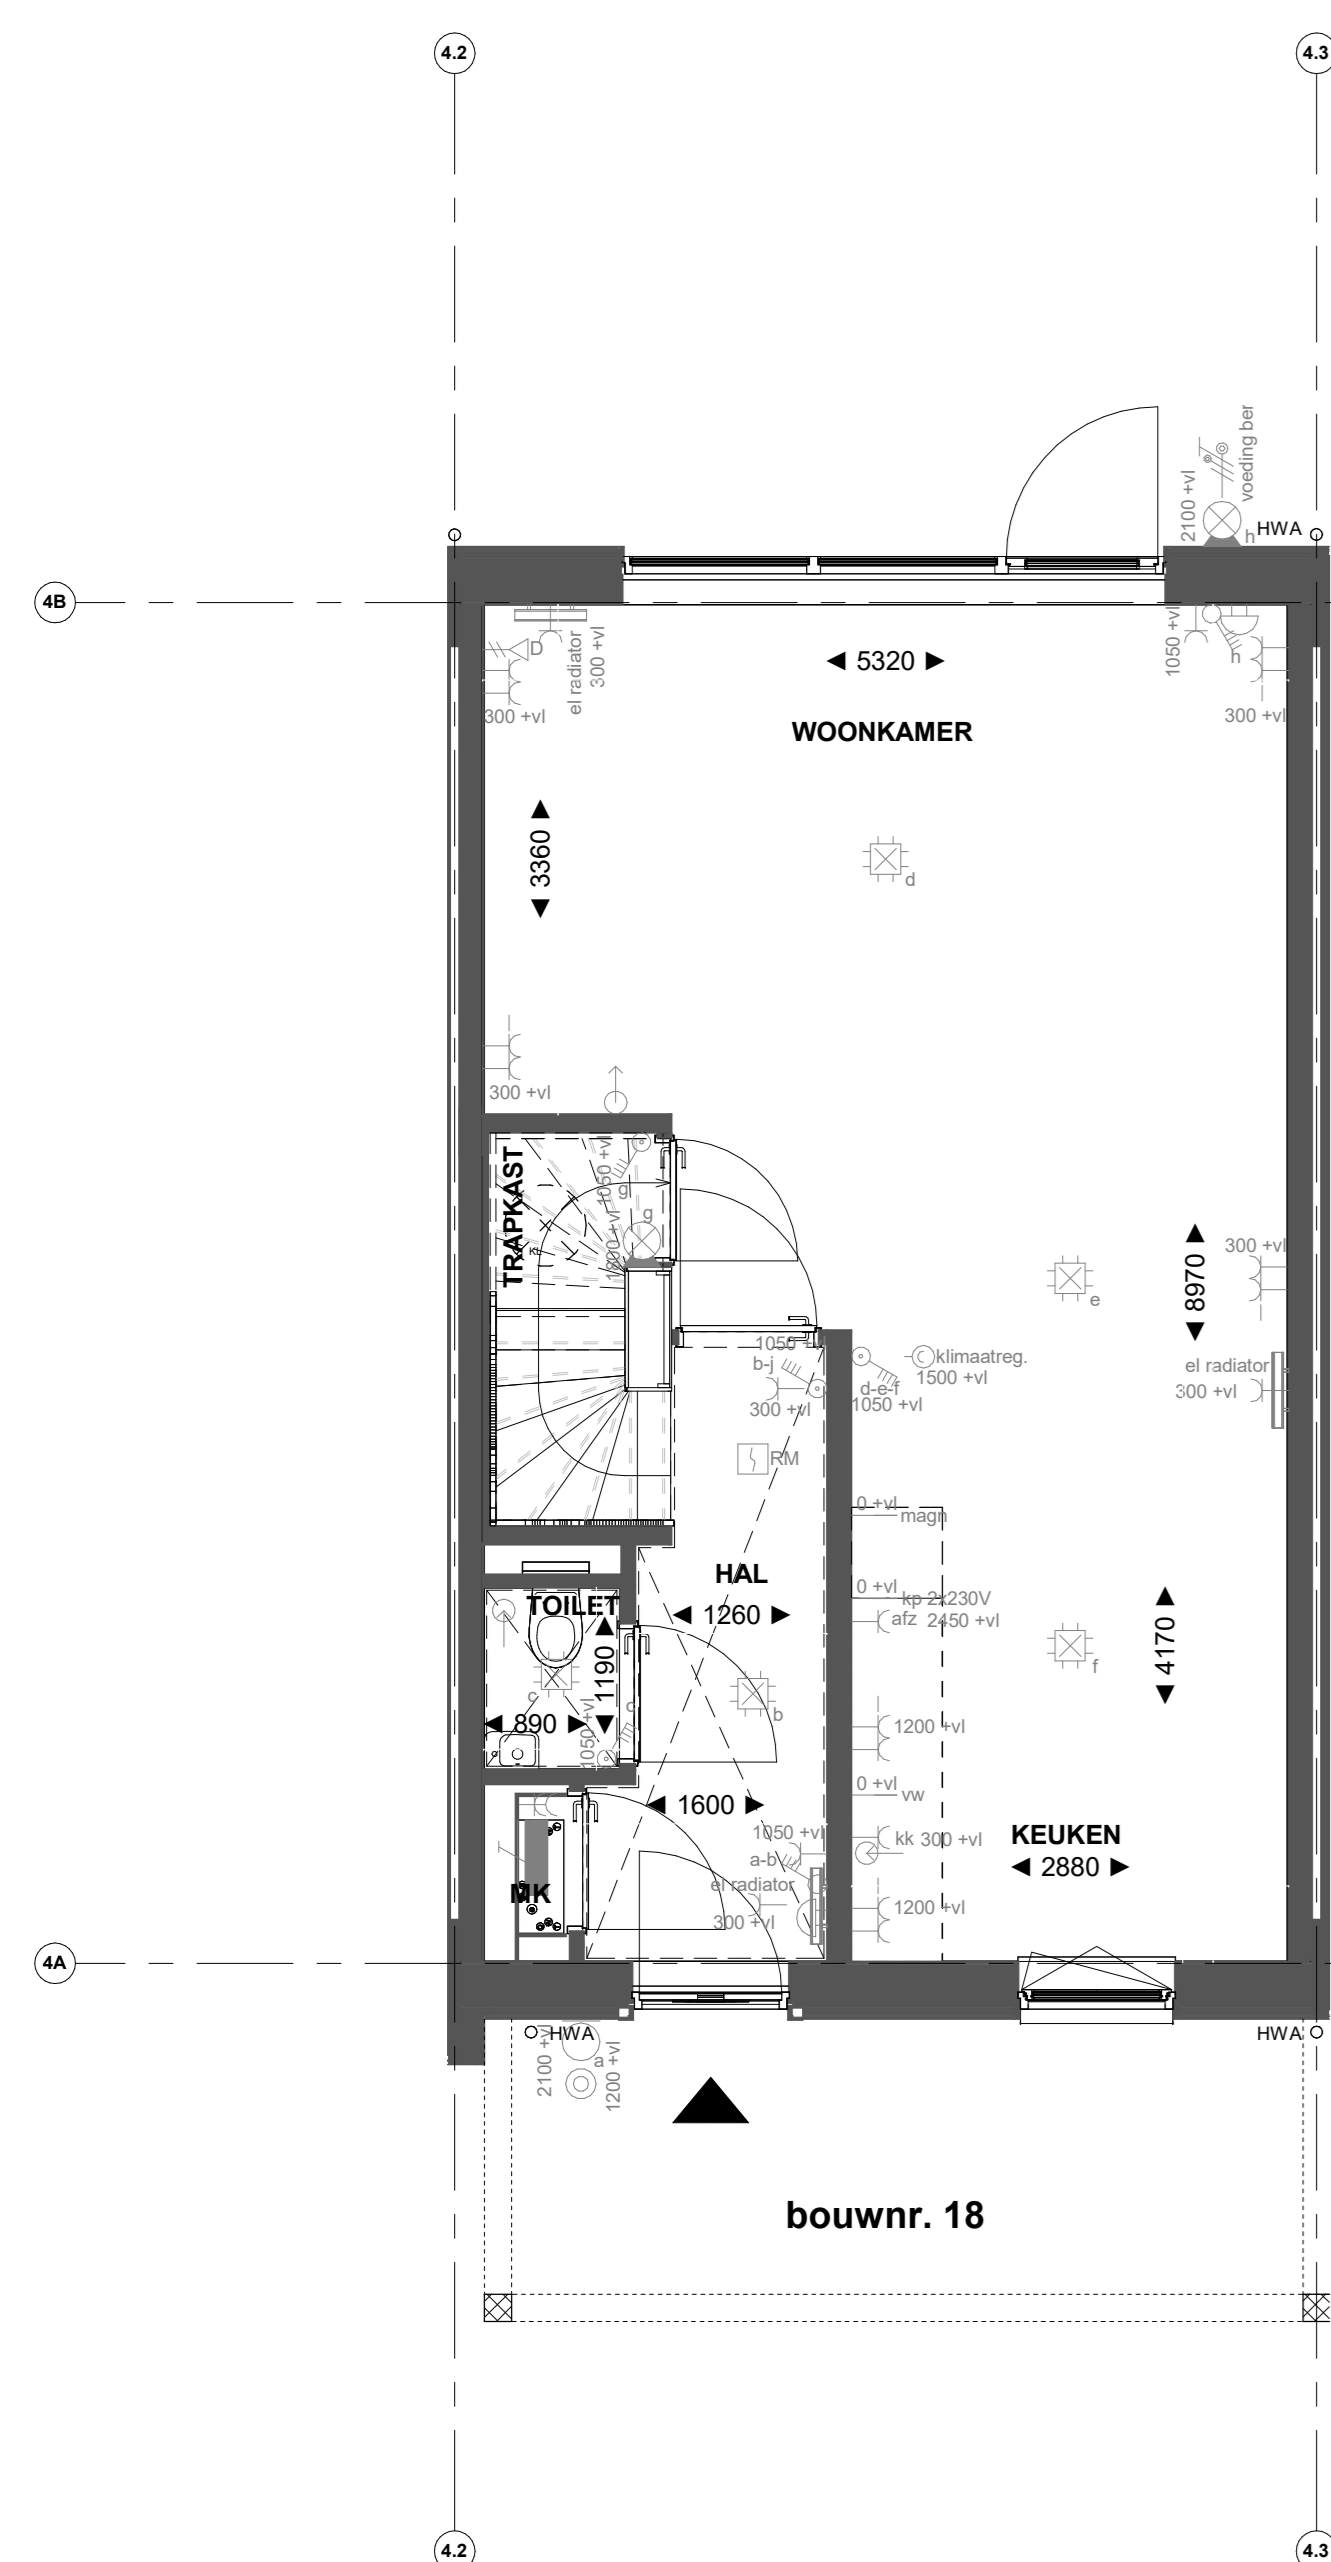 4.2
4.3
voeding ber
2100 +vl
h
HWA
4B
D
300 +vl
el radiator
300 +vl
5320
1050 +vl
h
300 +vl
WOONKAMER
3360
d
300 +vl
TRAPKAST
1050 +vl
g
g
1800 +vl
8970
300 +vl
e
1050 +vl
b-j
300 +vl
klimaatreg.
1500 +vl
d-e-f
1050 +vl
el radiator
300 +vl
RM
0 +vl
magn
HAL
1260
0 +vl
kp 2x230V
afz 2450 +vl
TOILET
1190
c
c
890
1050 +vl
b
f
4170
1200 +vl
0 +vl
vw
1600
1050 +vl
a-b
kk 300 +vl
KEUKEN
2880
el radiator
300 +vl
1200 +vl
MK
4A
HWA
2100 +vl
a
1200 +vl
HWA
bouwnr. 18
4.2
4.3